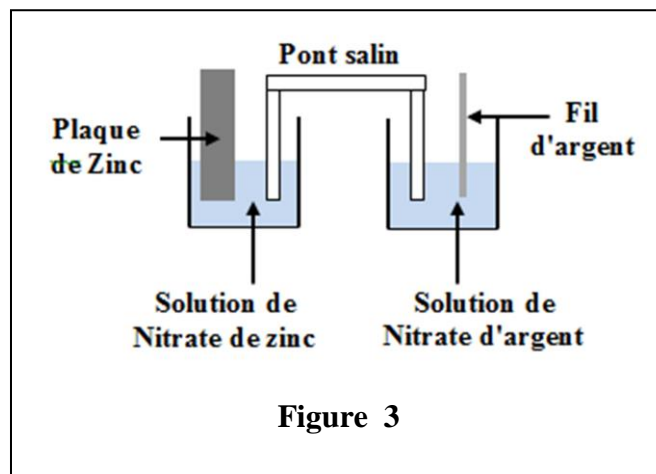 Pont salin
Plaque
de Zinc
Fil
d'argent
Solution de
Nitrate de zinc
Solution de
Nitrate d'argent
Figure 3